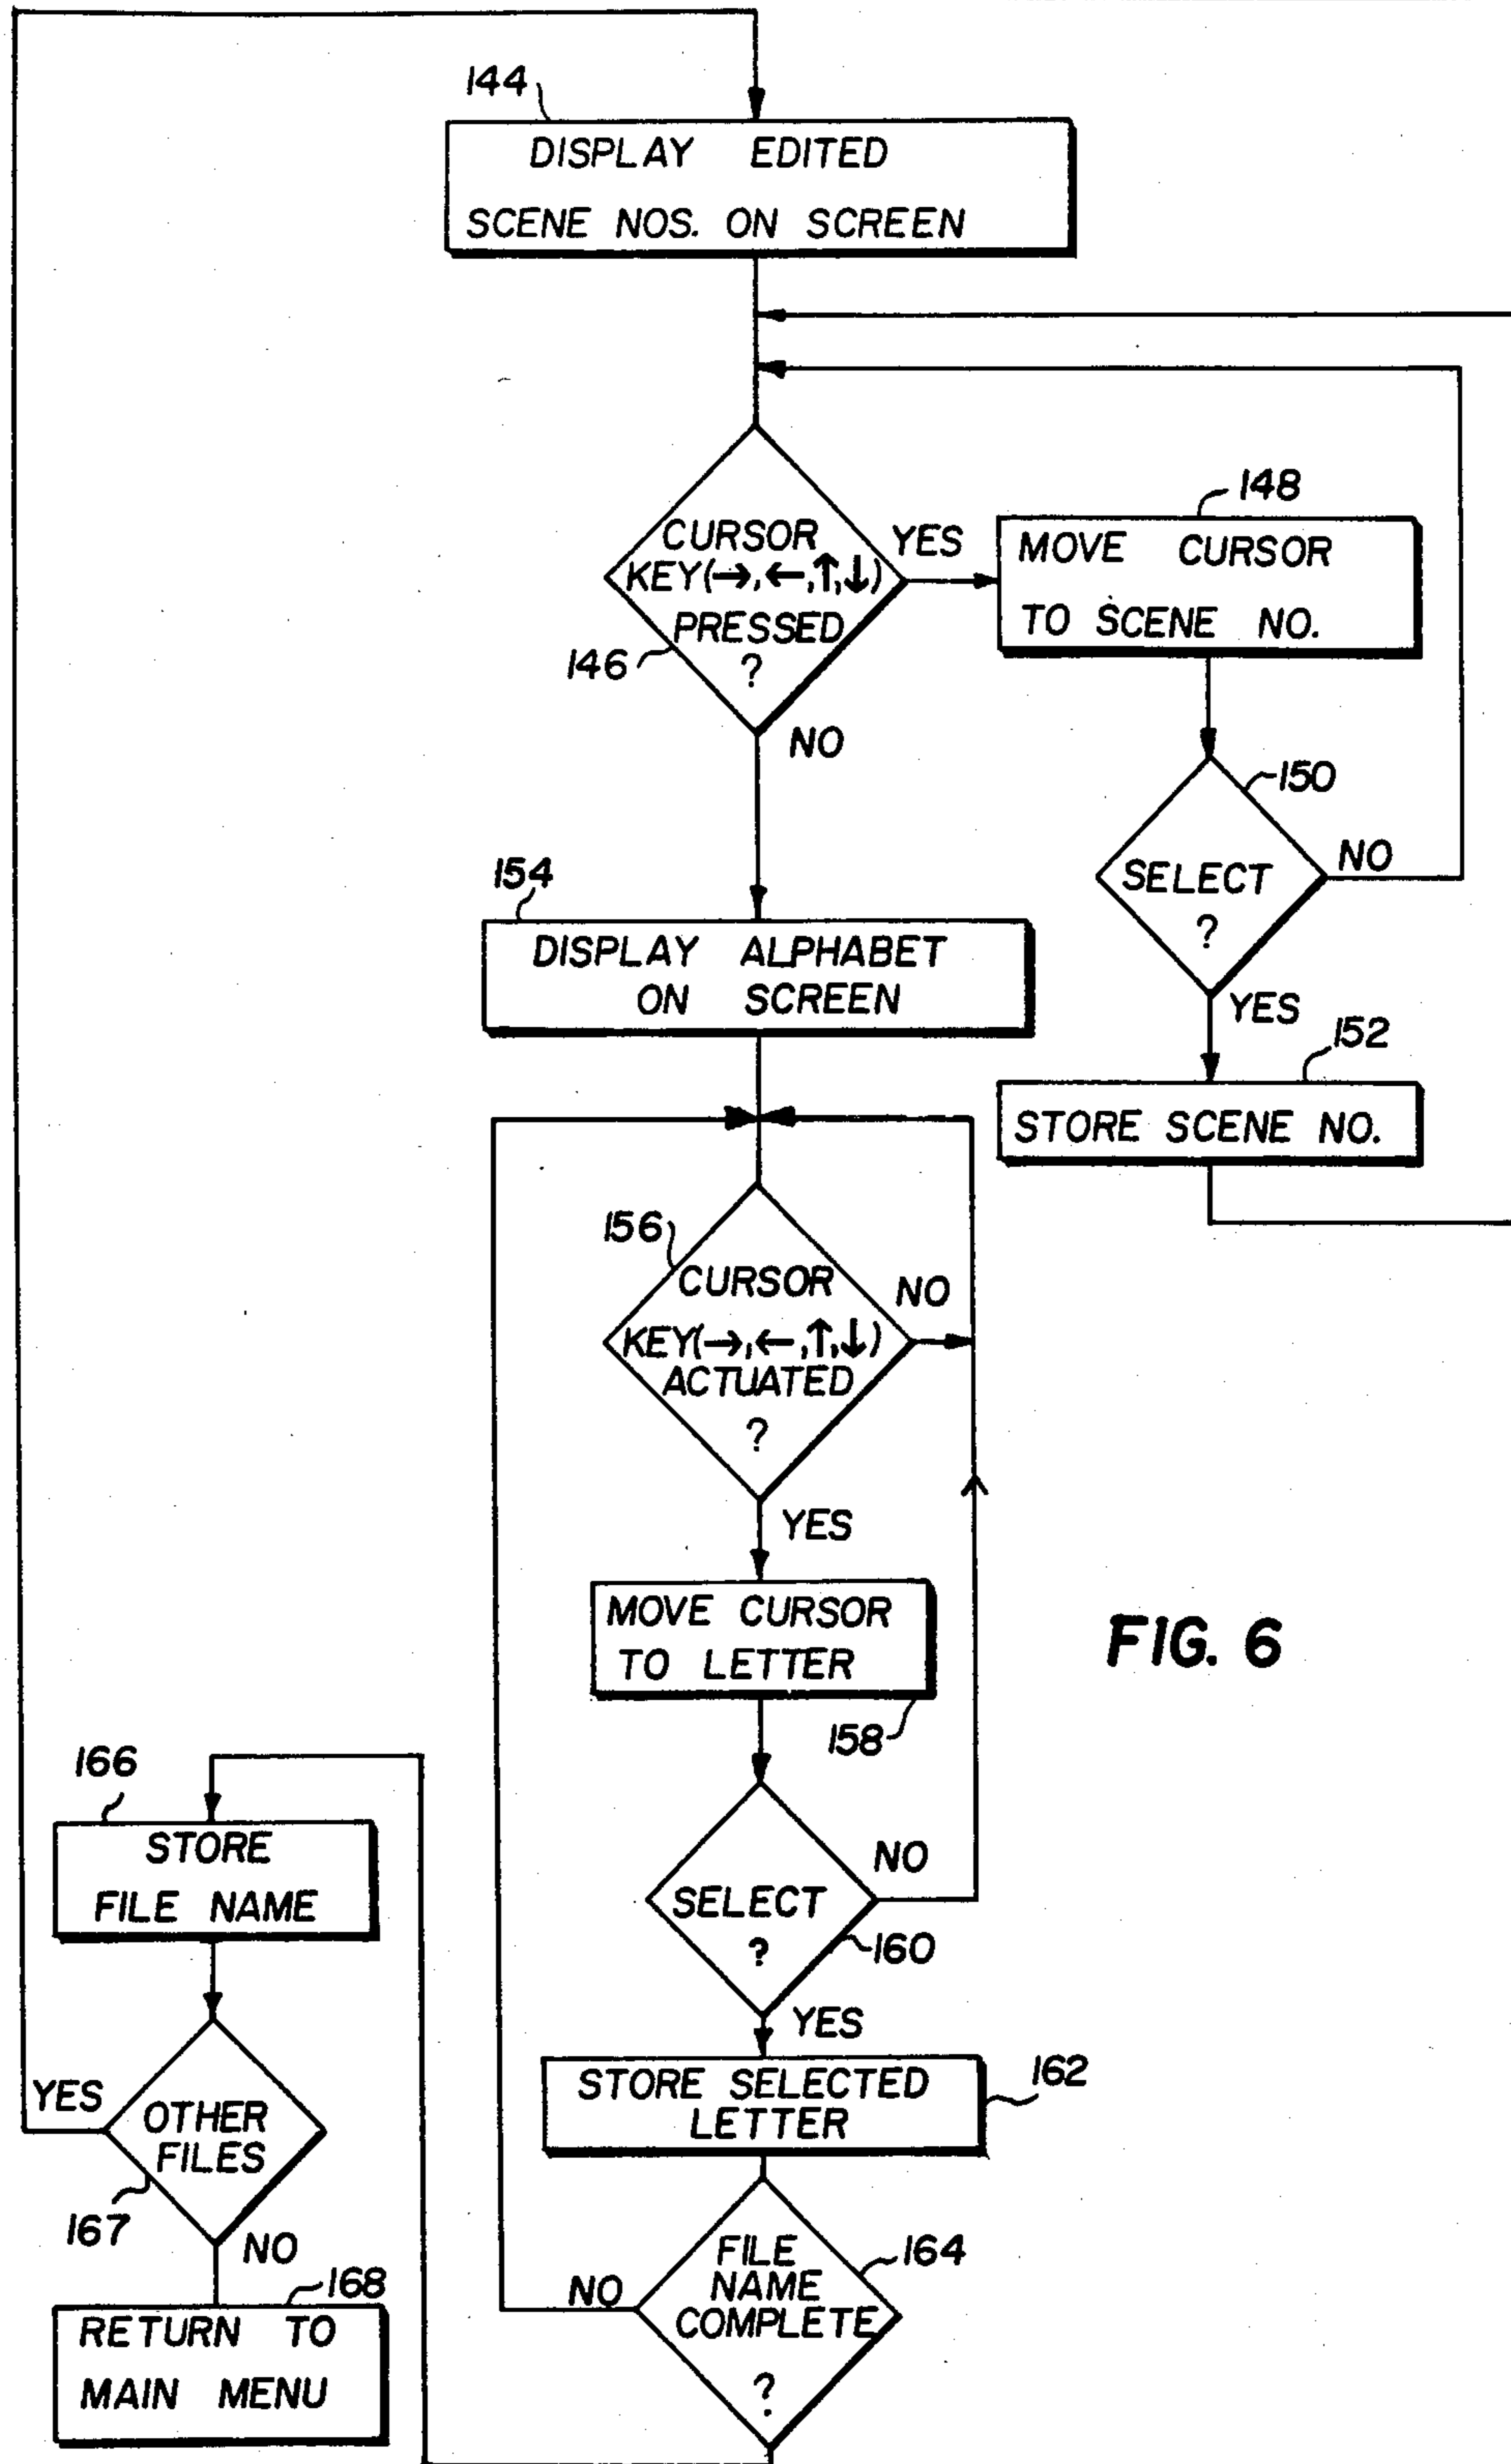 144
DISPLAY EDITED
SCENE NOS. ON SCREEN
CURSOR
KEY(→,←,↑,↓)
PRESSED
?
146
YES
NO
148
MOVE CURSOR
TO SCENE NO.
150
SELECT
?
NO
YES
152
STORE SCENE NO.
154
DISPLAY ALPHABET
ON SCREEN
156
CURSOR
KEY(→,←,↑,↓)
ACTUATED
?
NO
YES
MOVE CURSOR
TO LETTER
158
SELECT
?
NO
160
YES
STORE SELECTED
LETTER
162
FILE
NAME
COMPLETE
?
164
NO
166
STORE
FILE NAME
OTHER
FILES
YES
167
NO
168
RETURN TO
MAIN MENU
FIG. 6